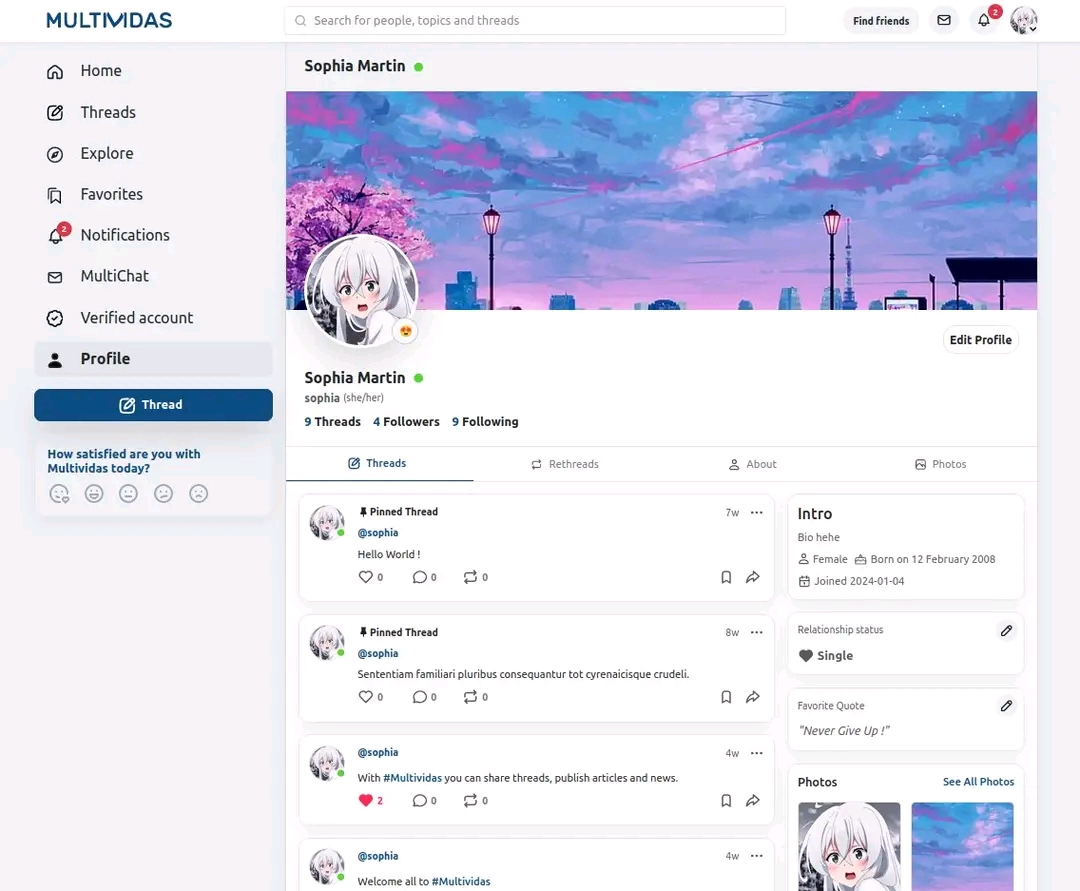 MULTIVIDAS
Search for people, topics and threads
Find friends
2
Home
Threads
Explore
Favorites
2
Notifications
MultiChat
Verified account
Profile
Thread
How satisfied are you with
Multividas today?
Sophia Martin
Edit Profile
Sophia Martin
sophia (she/her)
9 Threads 4 Followers 9 Following
Threads Rethreads About Photos
Pinned Thread 7w
@sophia
Hello World !
0 0 0
Pinned Thread 8w
@sophia
Sententiam familiari pluribus consequantur tot cyrenaicisque crudeli.
0 0 0
@sophia 4w
With #Multividas you can share threads, publish articles and news.
2 0 0
@sophia 4w
Welcome all to #Multividas
Intro
Bio hehe
Female Born on 12 February 2008
Joined 2024-01-04
Relationship status
Single
Favorite Quote
"Never Give Up !"
Photos See All Photos